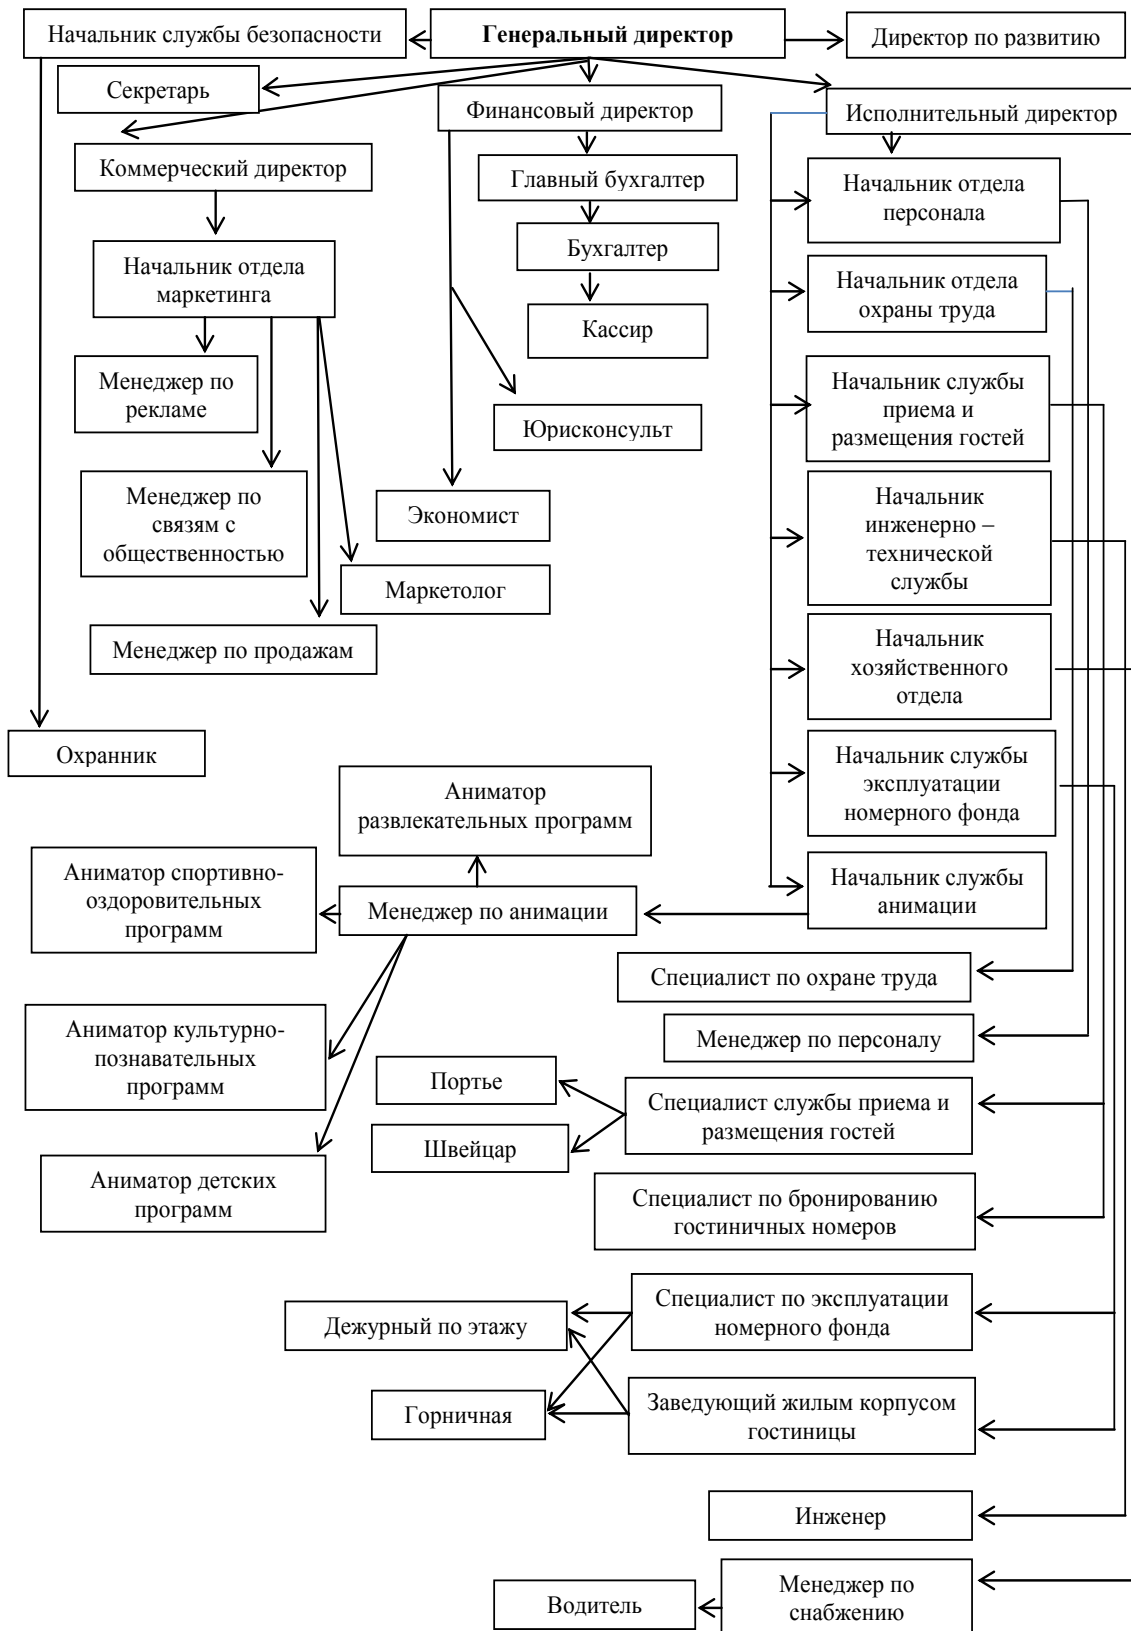 Начальник службы безопасности
Генеральный директор
Директор по развитию
Секретарь
Финансовый директор
Исполнительный директор
Коммерческий директор
Главный бухгалтер
Начальник отдела
персонала
Начальник отдела
маркетинга
Бухгалтер
Начальник отдела
охраны труда
Кассир
Менеджер по
рекламе
Начальник службы
приема и
размещения гостей
Юрисконсульт
Менеджер по
связям с
общественностью
Экономист
Начальник
инженерно –
технической
службы
Маркетолог
Менеджер по продажам
Начальник
хозяйственного
отдела
Охранник
Начальник службы
эксплуатации
номерного фонда
Аниматор
развлекательных программ
Аниматор спортивно-
оздоровительных
программ
Менеджер по анимации
Начальник службы
анимации
Специалист по охране труда
Аниматор культурно-
познавательных
программ
Менеджер по персоналу
Портье
Специалист службы приема и
размещения гостей
Швейцар
Аниматор детских
программ
Специалист по бронированию
гостиничных номеров
Дежурный по этажу
Специалист по эксплуатации
номерного фонда
Горничная
Заведующий жилым корпусом
гостиницы
Инженер
Водитель
Менеджер по
снабжению